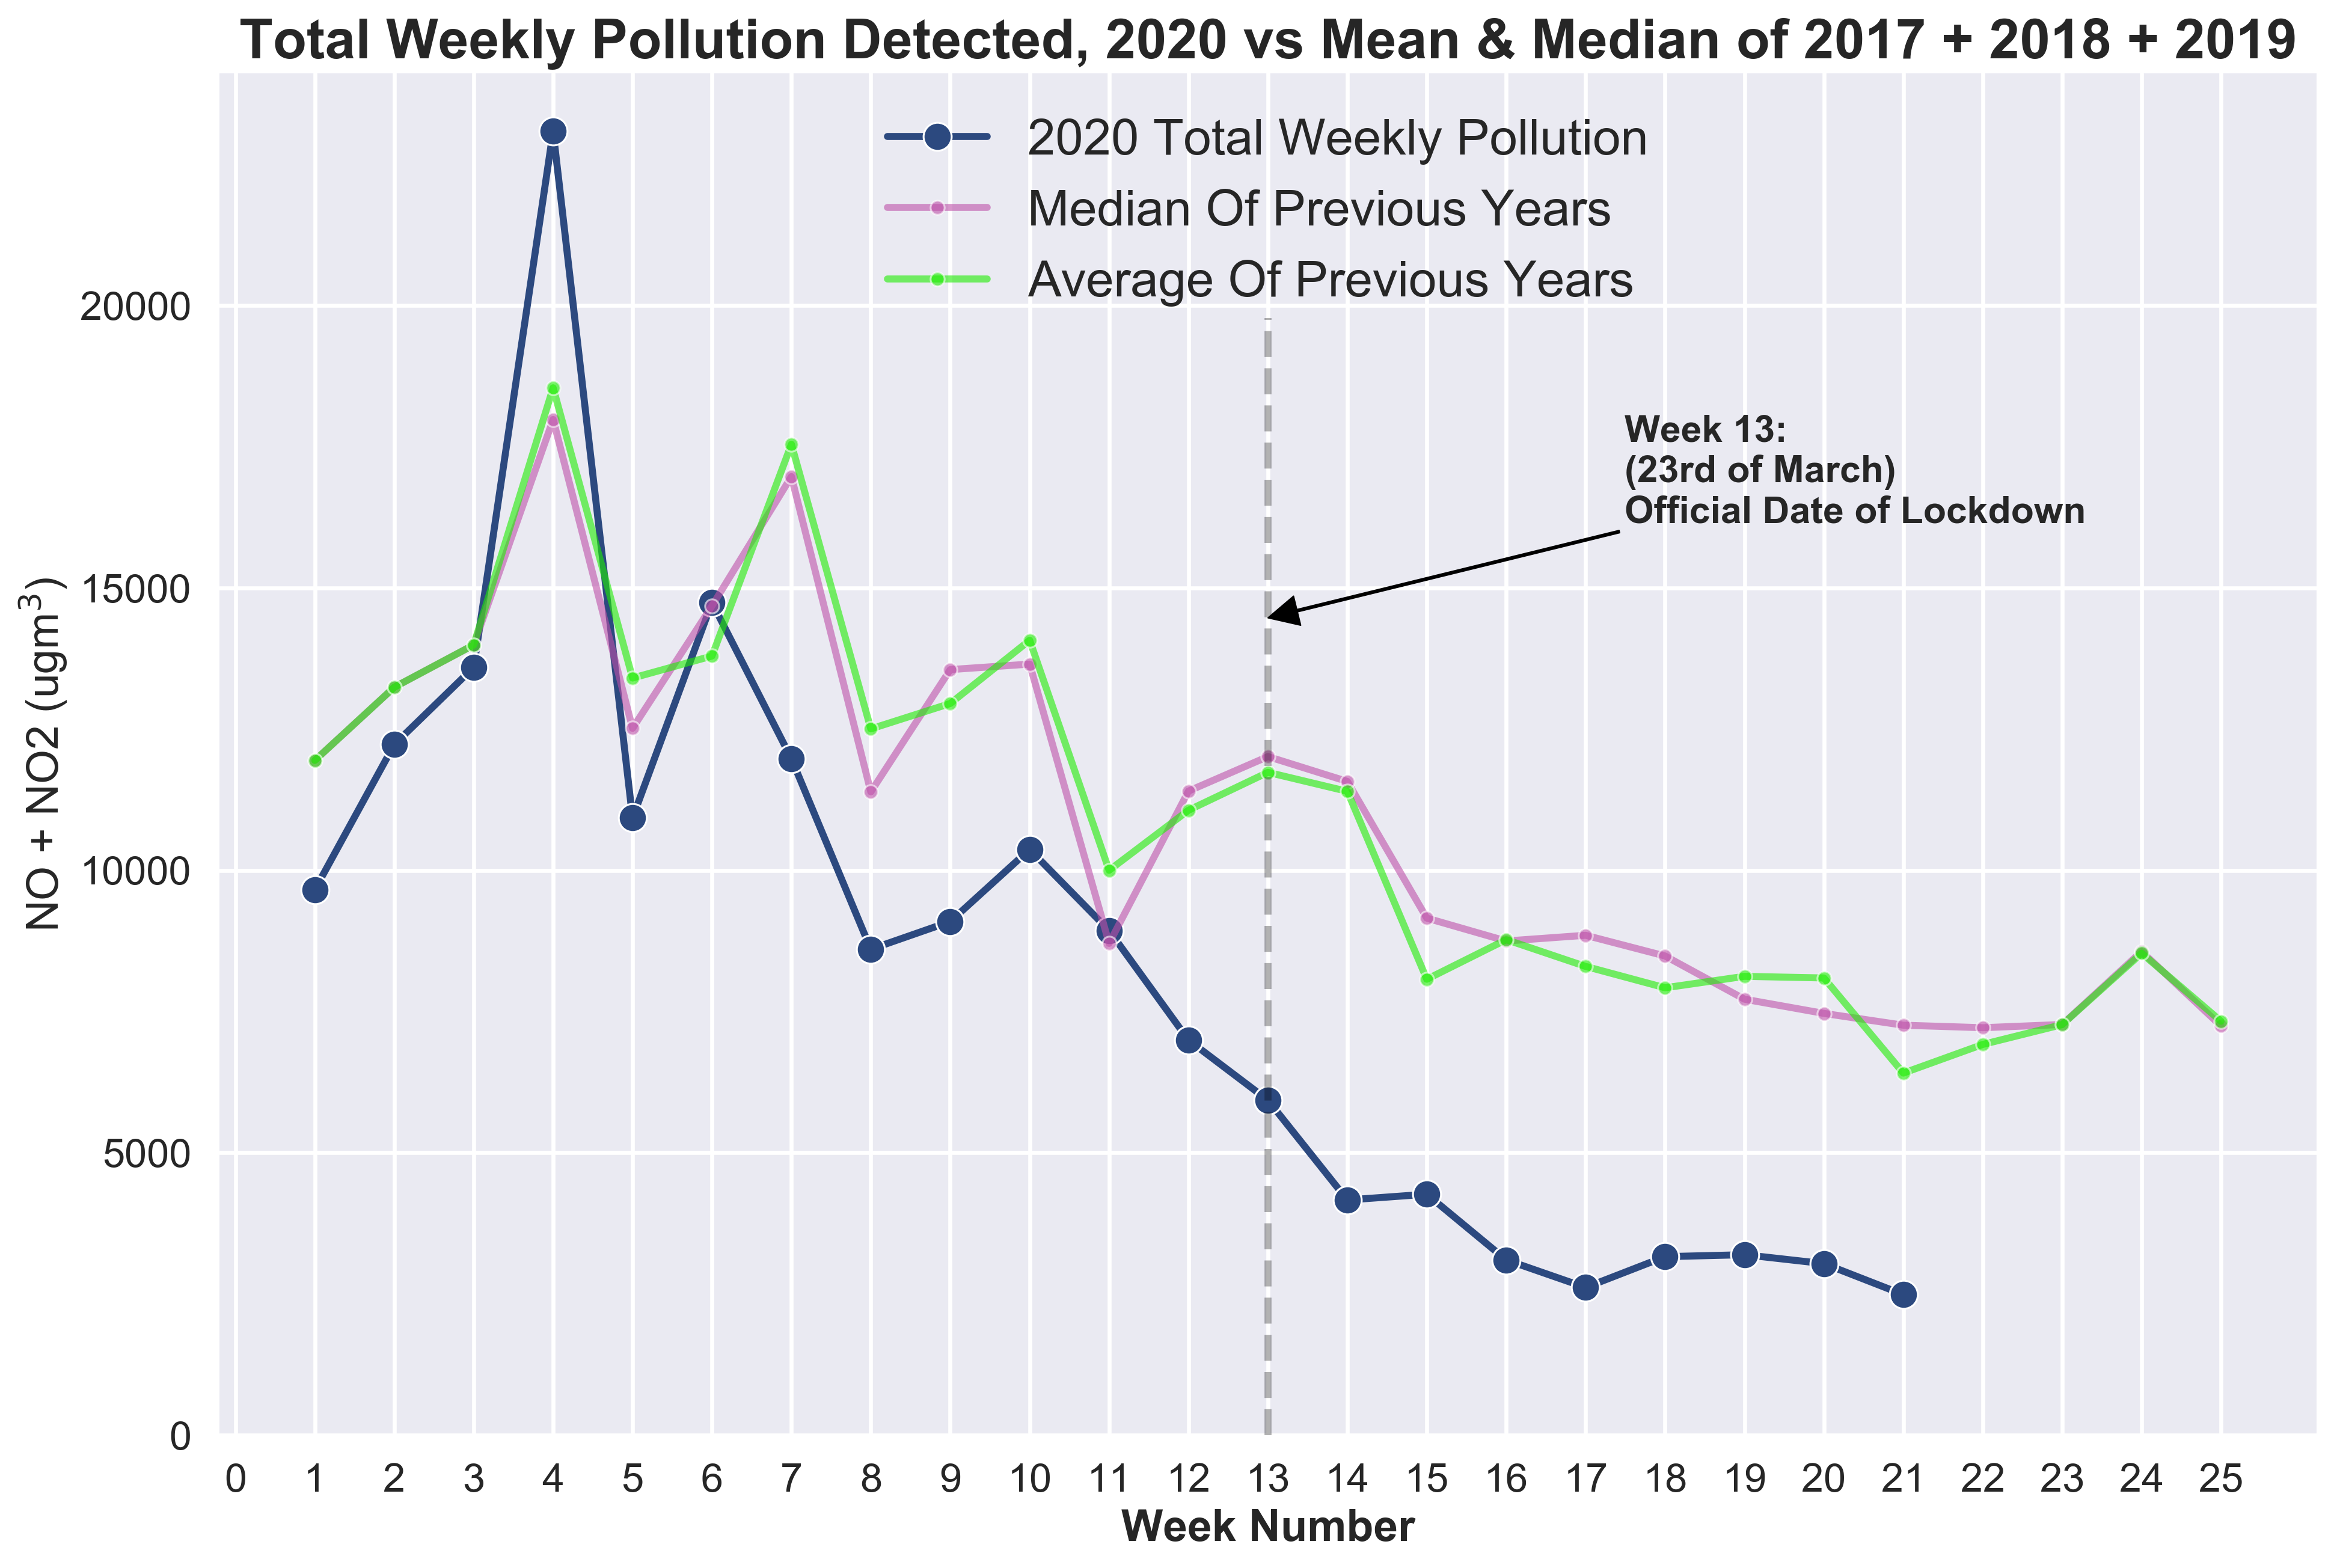 Total Weekly Pollution Detected, 2020 vs Mean & Median of 2017 + 2018 + 2019
2020 Total Weekly Pollution
Median Of Previous Years
Average Of Previous Years
Week 13:
(23rd of March)
Official Date of Lockdown
NO + NO2 (ugm³)
20000
15000
10000
5000
0
0 1 2 3 4 5 6 7 8 9 10 11 12 13 14 15 16 17 18 19 20 21 22 23 24 25
Week Number